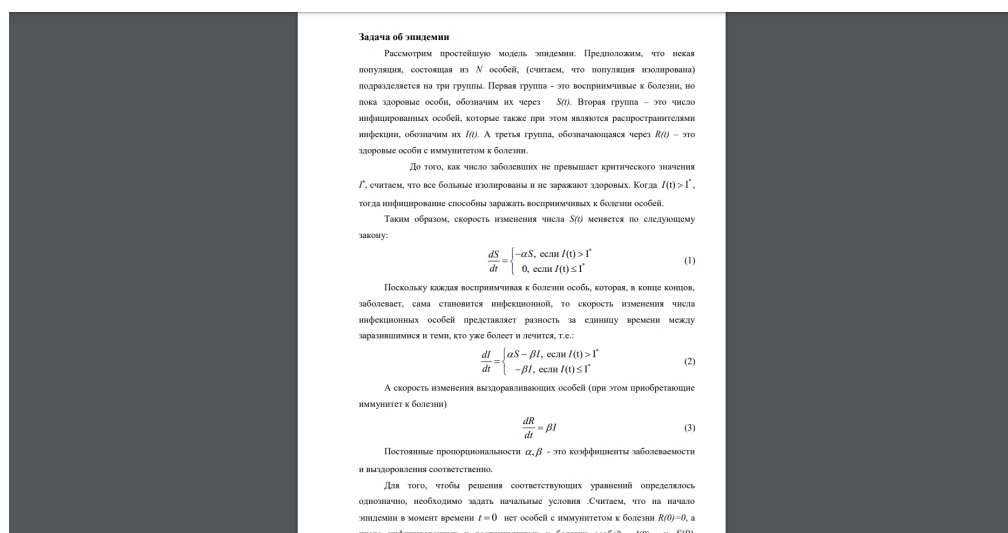 Задача об эпидемии
Рассмотрим простейшую модель эпидемии. Предположим, что некая
популяция, состоящая из N особей, (считаем, что популяция изолирована)
подразделяется на три группы. Первая группа - это восприимчивые к болезни, но
пока здоровые особи, обозначим их через S(t). Вторая группа – это число
инфицированных особей, которые также при этом являются распространителями
инфекции, обозначим их I(t). А третья группа, обозначающаяся через R(t) – это
здоровые особи с иммунитетом к болезни.
До того, как число заболевших не превышает критического значения
I*, считаем, что все больные изолированы и не заражают здоровых. Когда I(t) > I*,
тогда инфицирование способны заражать восприимчивых к болезни особей.
Таким образом, скорость изменения числа S(t) меняется по следующему
закону:
dS/dt = { -αS, если I(t) > I*
0, если I(t) ≤ I* (1)
Поскольку каждая восприимчивая к болезни особь, которая, в конце концов,
заболевает, сама становится инфекционной, то скорость изменения числа
инфекционных особей представляет разность за единицу времени между
заразившимися и теми, кто уже болеет и лечится, т.е.:
dI/dt = { αS - βI, если I(t) > I*
-βI, если I(t) ≤ I* (2)
А скорость изменения выздоравливающих особей (при этом приобретающие
иммунитет к болезни)
dR/dt = βI (3)
Постоянные пропорциональности α, β - это коэффициенты заболеваемости
и выздоровления соответственно.
Для того, чтобы решения соответствующих уравнений определялось
однозначно, необходимо задать начальные условия .Считаем, что на начало
эпидемии в момент времени t = 0 нет особей с иммунитетом к болезни R(0)=0, а